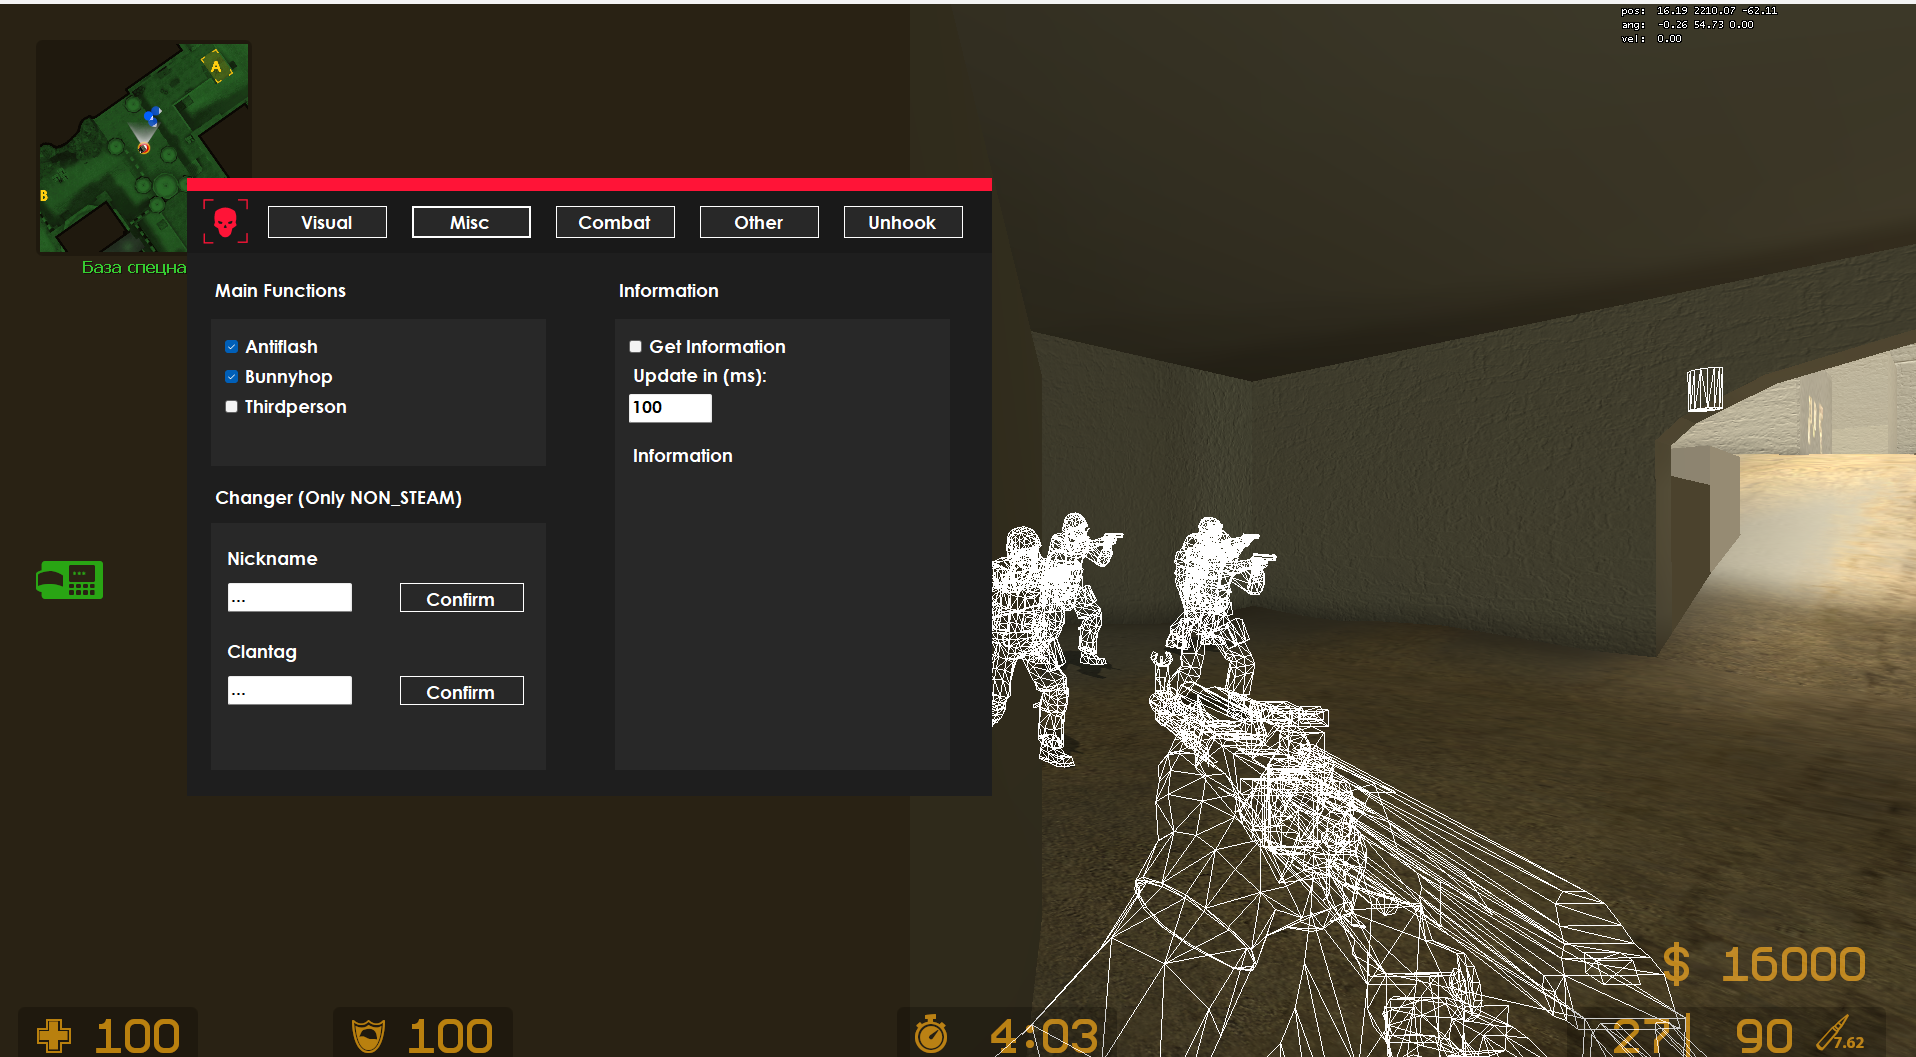 pos: 16.19 2210.07 -62.11
ang: -0.26 54.73 0.00
vel: 0.00
A
B
База спецна
Visual
Misc
Combat
Other
Unhook
Main Functions
Antiflash
Bunnyhop
Thirdperson
Changer (Only NON_STEAM)
Nickname
...
Confirm
Clantag
...
Confirm
Information
Get Information
Update in (ms):
100
Information
$ 16000
100
100
4:03
27| 90
7.62